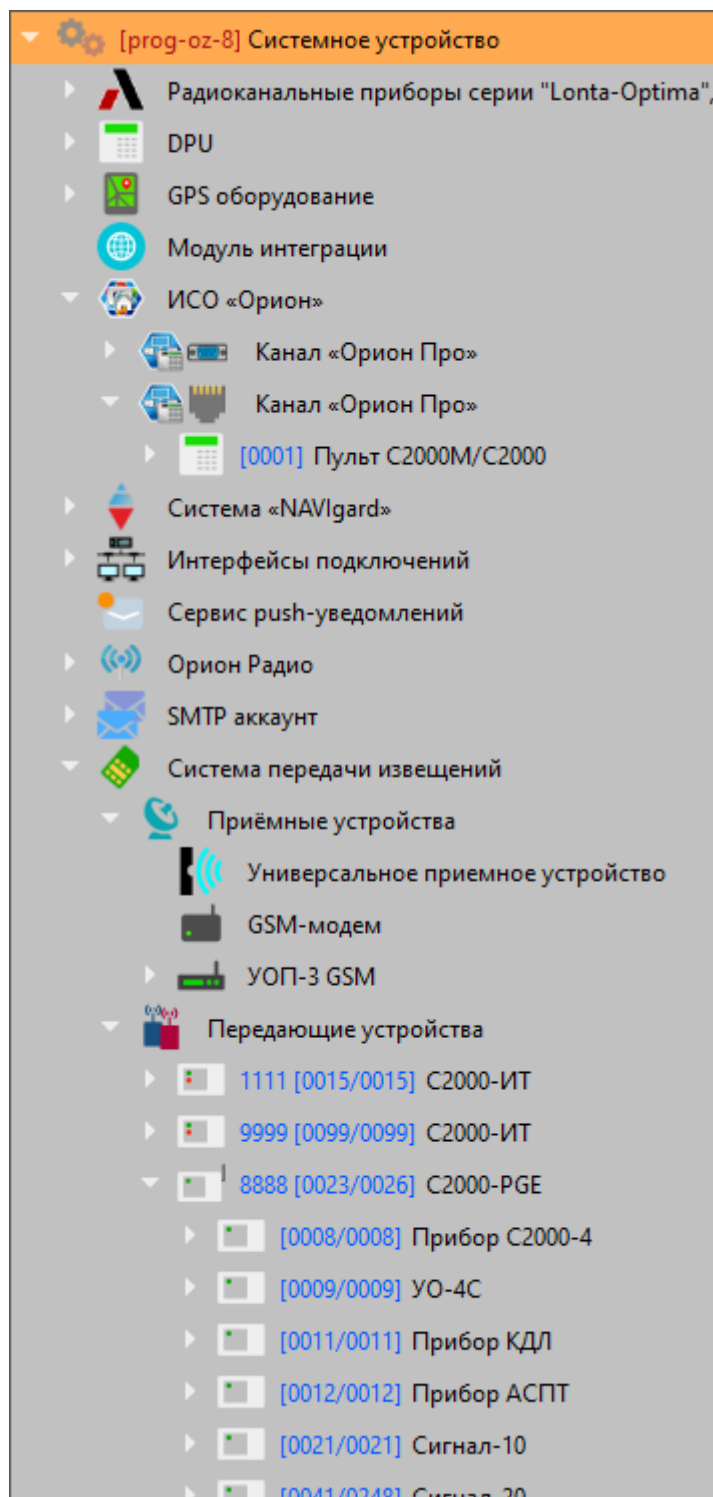 [prog-oz-8] Системное устройство
Радиоканальные приборы серии "Lonta-Optima",
DPU
GPS оборудование
Модуль интеграции
ИСО «Орион»
Канал «Орион Про»
Канал «Орион Про»
[0001] Пульт С2000М/С2000
Система «NAVIgard»
Интерфейсы подключений
Сервис push-уведомлений
Орион Радио
SMTP аккаунт
Система передачи извещений
Приёмные устройства
Универсальное приемное устройство
GSM-модем
УОП-3 GSM
Передающие устройства
1111 [0015/0015] С2000-ИТ
9999 [0099/0099] С2000-ИТ
8888 [0023/0026] С2000-PGE
[0008/0008] Прибор С2000-4
[0009/0009] УО-4С
[0011/0011] Прибор КДЛ
[0012/0012] Прибор АСПТ
[0021/0021] Сигнал-10
[0041/0248] Сигнал-20